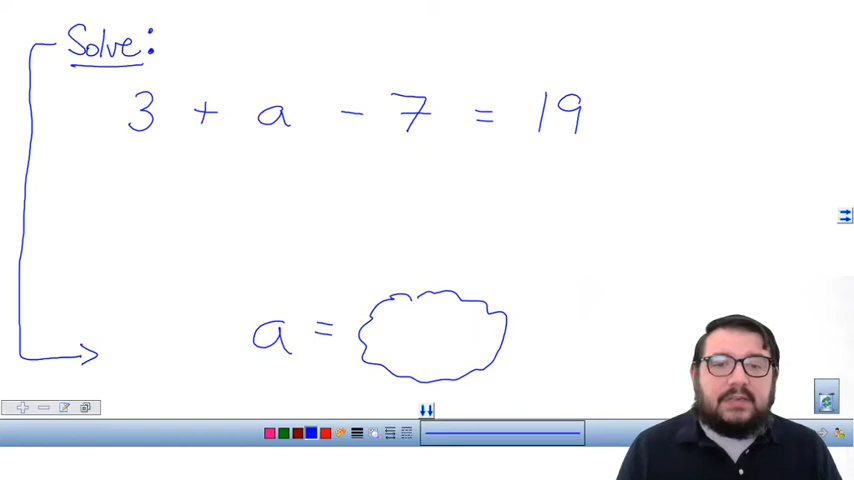 Solve:
3 + a - 7 = 19
a =